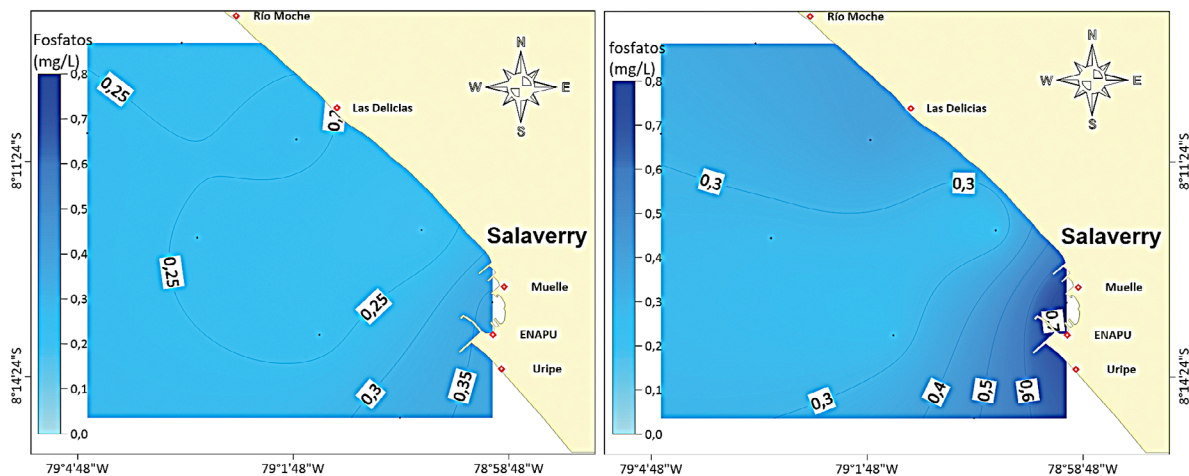 Río Moche
Fosfatos
(mg/L)
0,8
0,7
0,6
0,5
0,4
0,3
0,2
0,1
0,0
0,25
0,2
0,25
0,25
0,3
0,35
N
W
E
S
Las Delicias
Salaverry
Muelle
ENAPU
Uripe
8°11'24"S
8°14'24"S
79°4'48"W
79°1'48"W
78°58'48"W
Río Moche
fosfatos
(mg/L)
0,8
0,7
0,6
0,5
0,4
0,3
0,2
0,1
0,0
0,3
0,3
0,3
0,4
0,5
0,6
0,7
N
W
E
S
Las Delicias
Salaverry
Muelle
ENAPU
Uripe
8°11'24"S
8°14'24"S
79°4'48"W
79°1'48"W
78°58'48"W